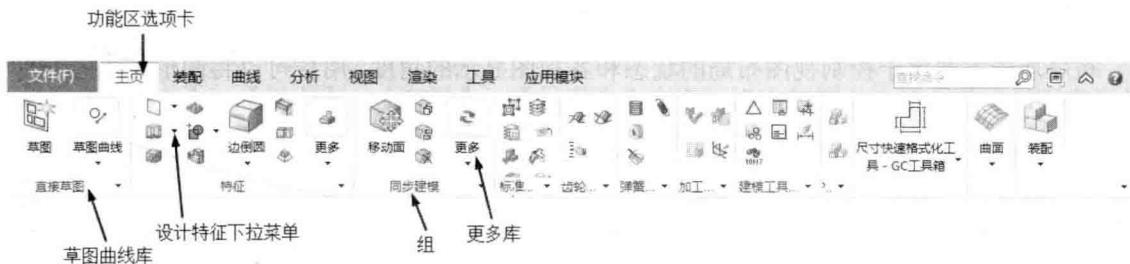 功能区选项卡
文件(F) 主页 装配 曲线 分析 视图 渲染 工具 应用模块 查找命令
草图 草图曲线 边倒圆 更多 移动面 更多 尺寸快速格式化工具 - GC工具箱 曲面 装配
直接草图 特征 同步建模 标准... 齿轮... 弹簧... 加工... 建模工具...
设计特征下拉菜单 组 更多库
草图曲线库